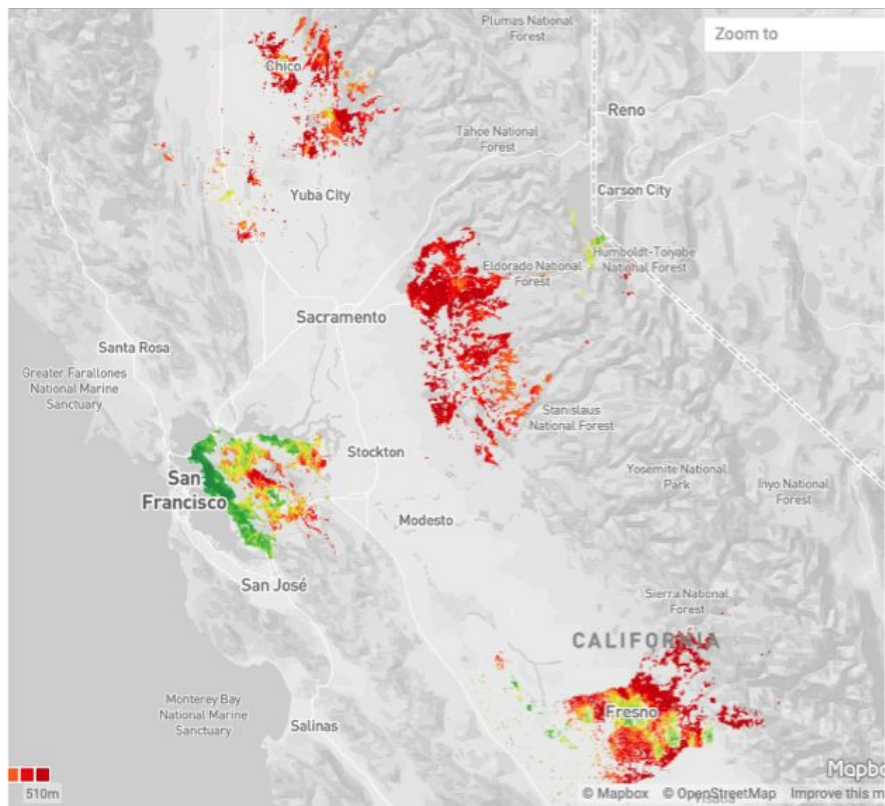 Plumas National
Forest
Zoom to
Chico
Reno
Tahoe National
Forest
Yuba City
Carson City
Humboldt-Toiyabe
National Forest
Eldorado National
Forest
Sacramento
Santa Rosa
Greater Farallones
National Marine
Sanctuary
Stanislaus
National Forest
Stockton
San
Francisco
Yosemite National
Park
Inyo National
Forest
Modesto
San José
Sierra National
Forest
CALIFORNIA
Monterey Bay
National Marine
Sanctuary
Salinas
Fresno
510m
© Mapbox © OpenStreetMap Improve this m